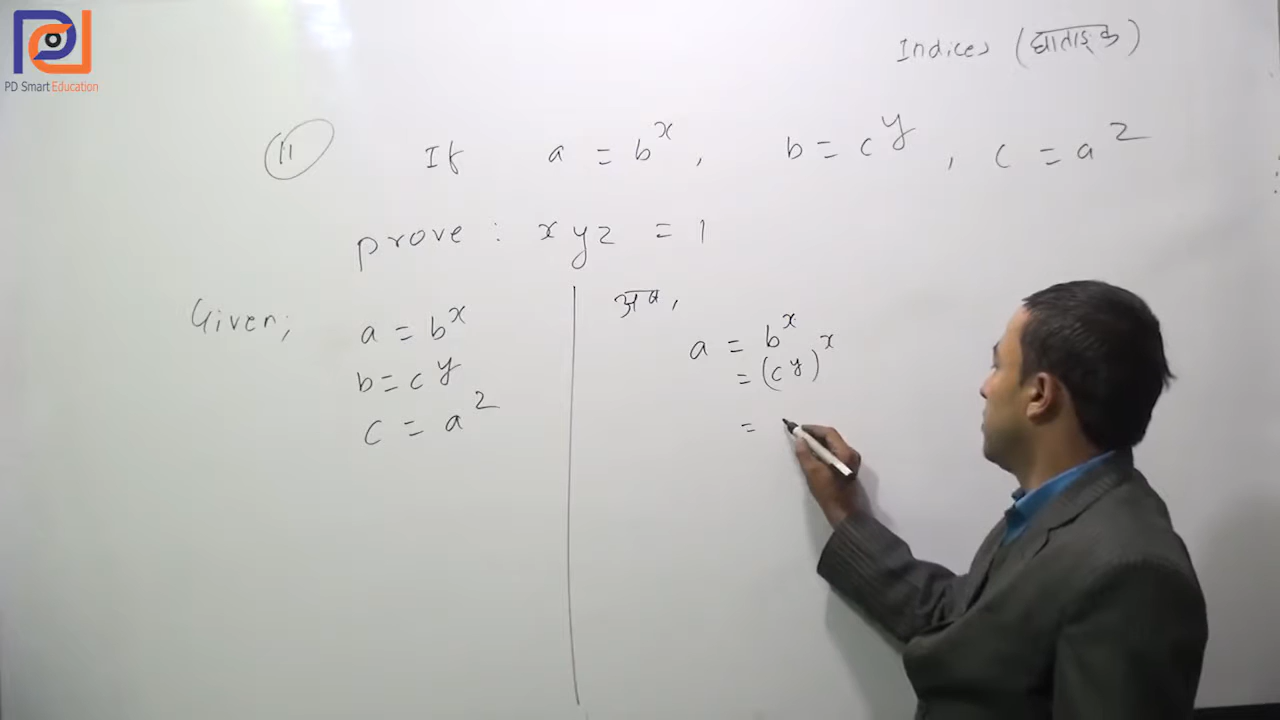 PD Smart Education
Indices (घाताङ्क)
11 If a = b^x, b = c^y, c = a^z
prove : xyz = 1
Given;
a = b^x
b = c^y
c = a^z
अब,
a = b^x
= (c^y)^x
=